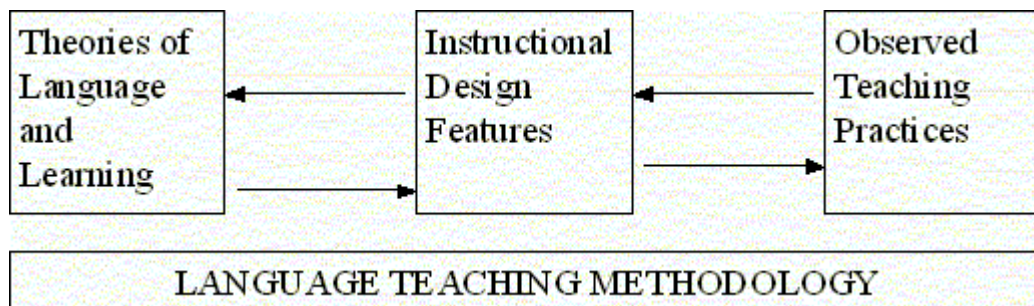 Theories of
Language
and
Learning
Instructional
Design
Features
Observed
Teaching
Practices
LANGUAGE TEACHING METHODOLOGY